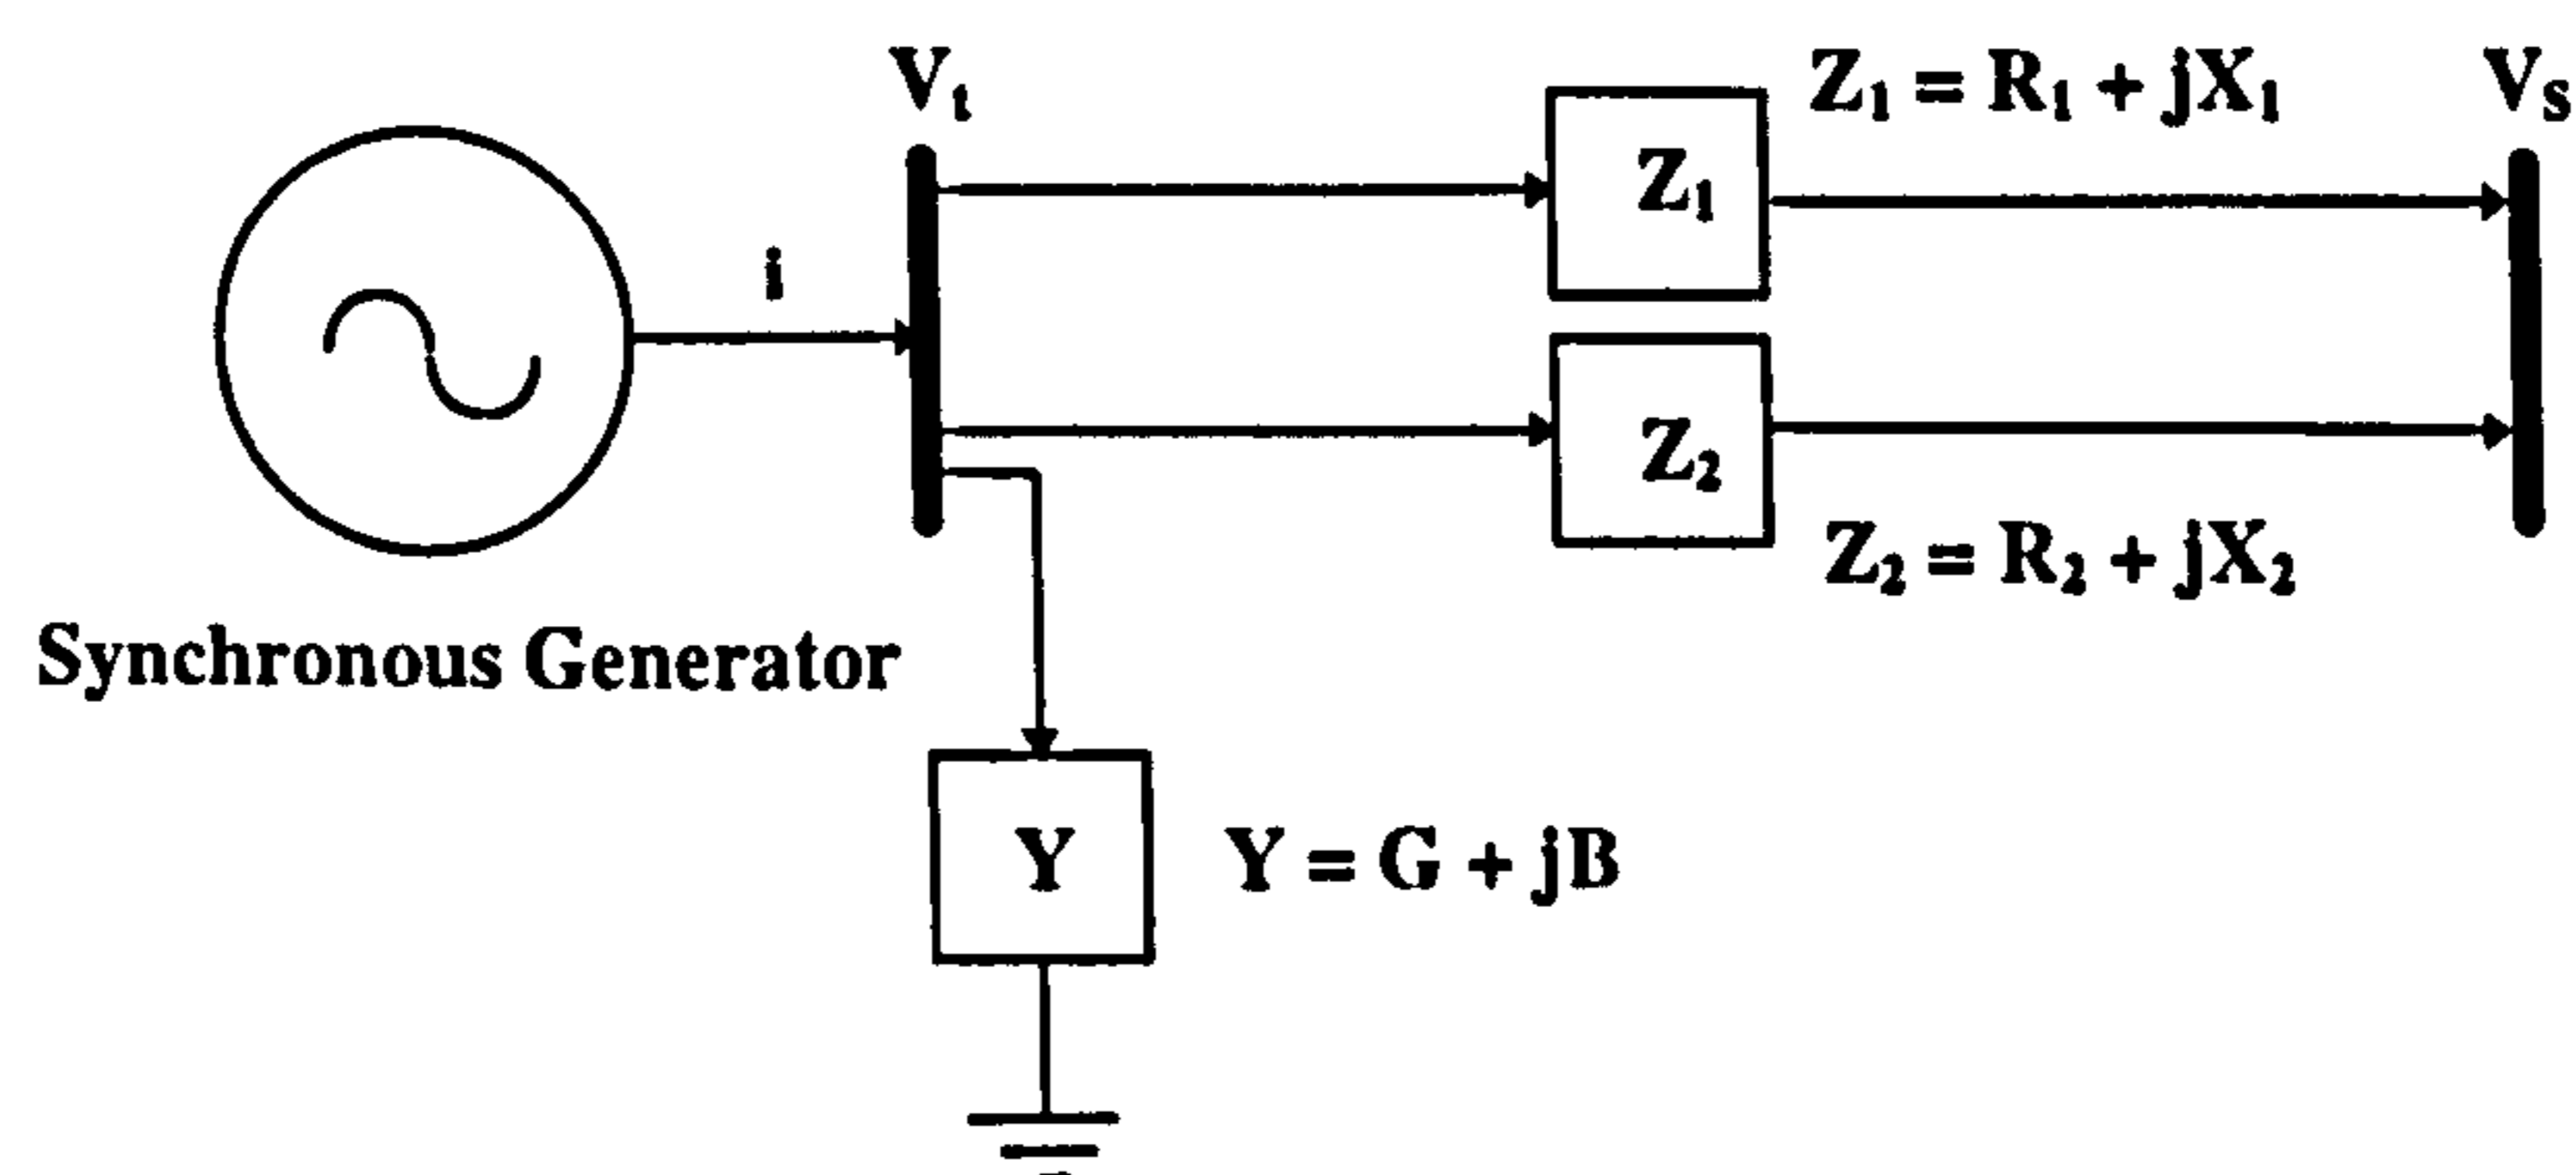 Vt
Z1 = R1 + jX1
VS
Z1
i
Z2
Z2 = R2 + jX2
Synchronous Generator
Y
Y = G + jB